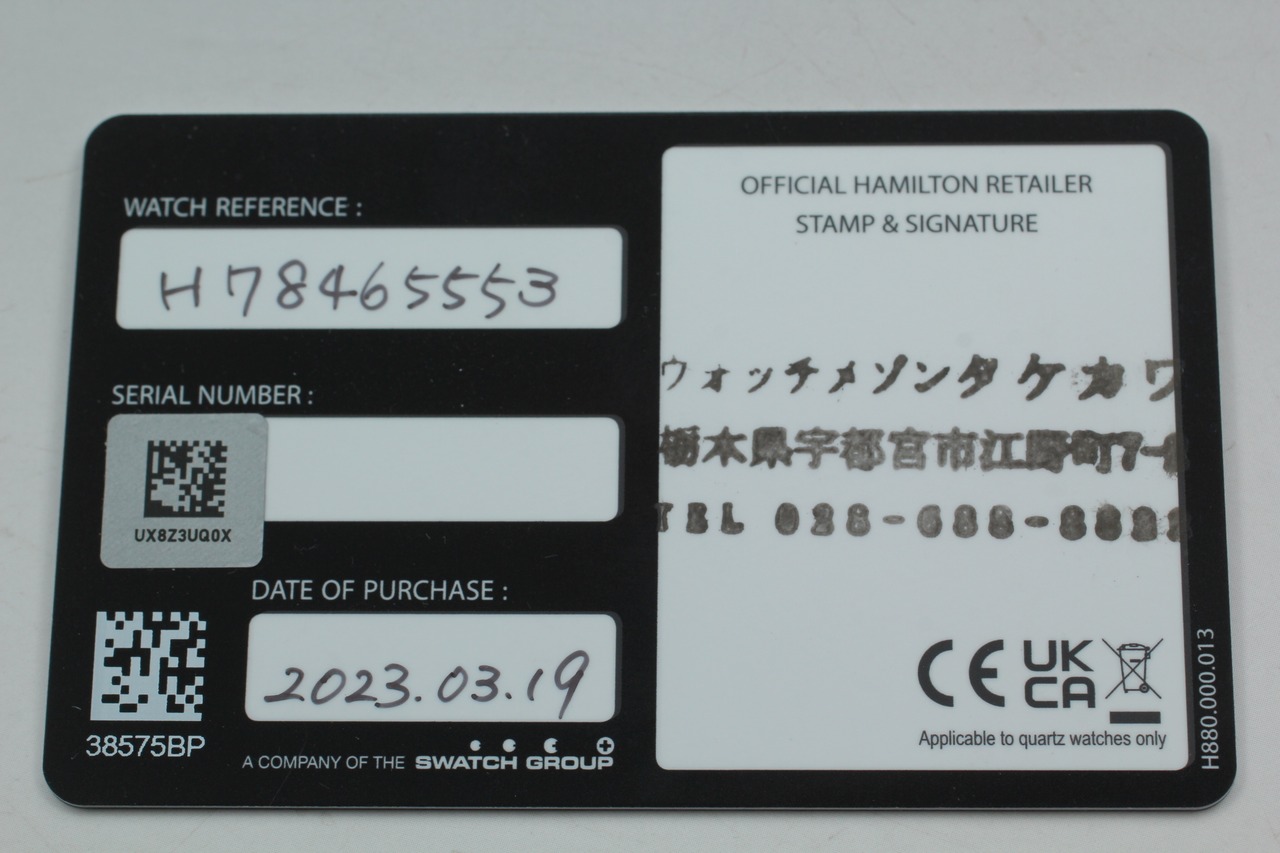 WATCH REFERENCE :
H78465553
SERIAL NUMBER :
UX8Z3UQ0X
38575BP
DATE OF PURCHASE :
2023.03.19
A COMPANY OF THE SWATCH GROUP
OFFICIAL HAMILTON RETAILER
STAMP & SIGNATURE
ウォッチメゾンタケカワ
栃木県宇都宮市江野町7-
TEL 028-688-
CE UK CA
Applicable to quartz watches only
H880.000.013